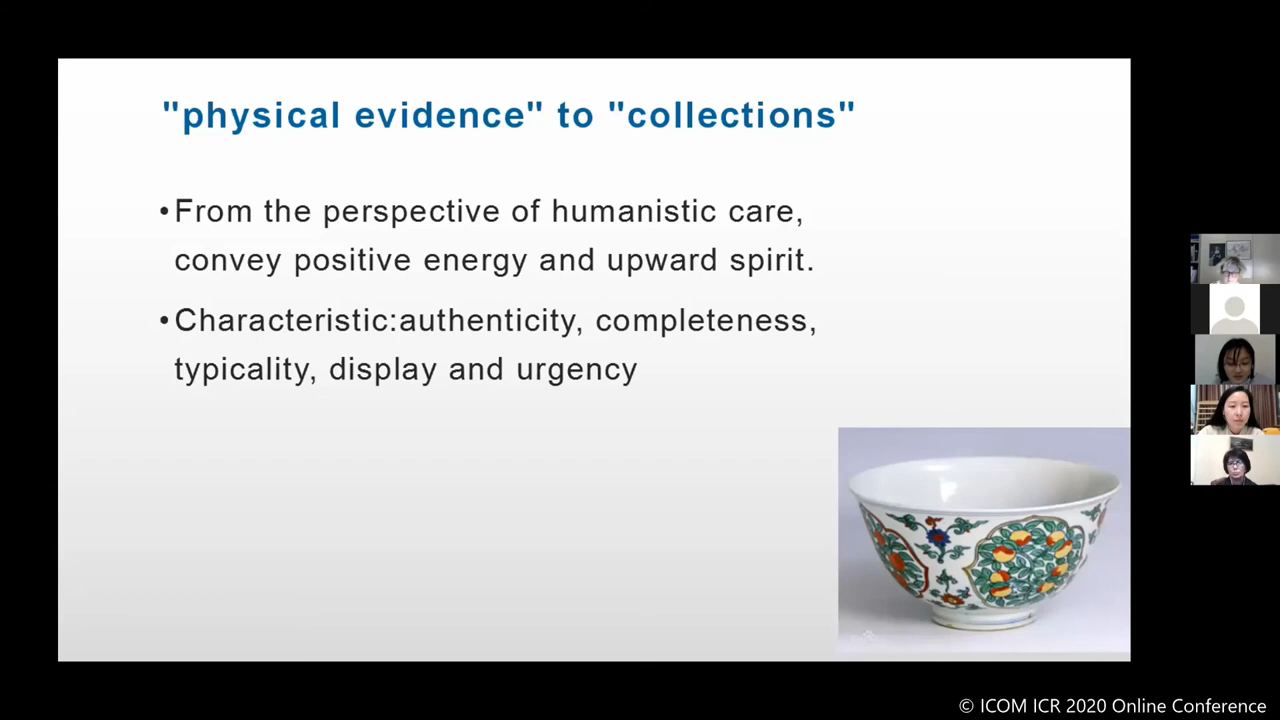 "physical evidence" to "collections"
•From the perspective of humanistic care,
convey positive energy and upward spirit.
•Characteristic:authenticity, completeness,
typicality, display and urgency
© ICOM ICR 2020 Online Conference